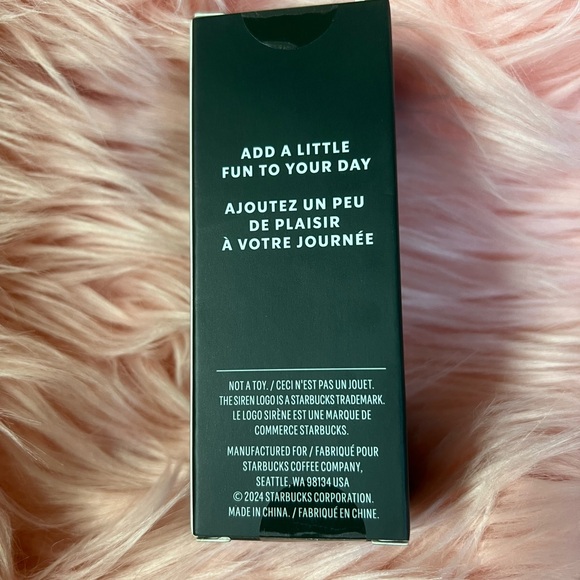 ADD A LITTLE
FUN TO YOUR DAY
AJOUTEZ UN PEU
DE PLAISIR
À VOTRE JOURNÉE
NOT A TOY. / CECI N'EST PAS UN JOUET.
THE SIREN LOGO IS A STARBUCKS TRADEMARK.
LE LOGO SIRÈNE EST UNE MARQUE DE
COMMERCE STARBUCKS.
MANUFACTURED FOR / FABRIQUÉ POUR
STARBUCKS COFFEE COMPANY,
SEATTLE, WA 98134 USA
© 2024 STARBUCKS CORPORATION.
MADE IN CHINA. / FABRIQUÉ EN CHINE.